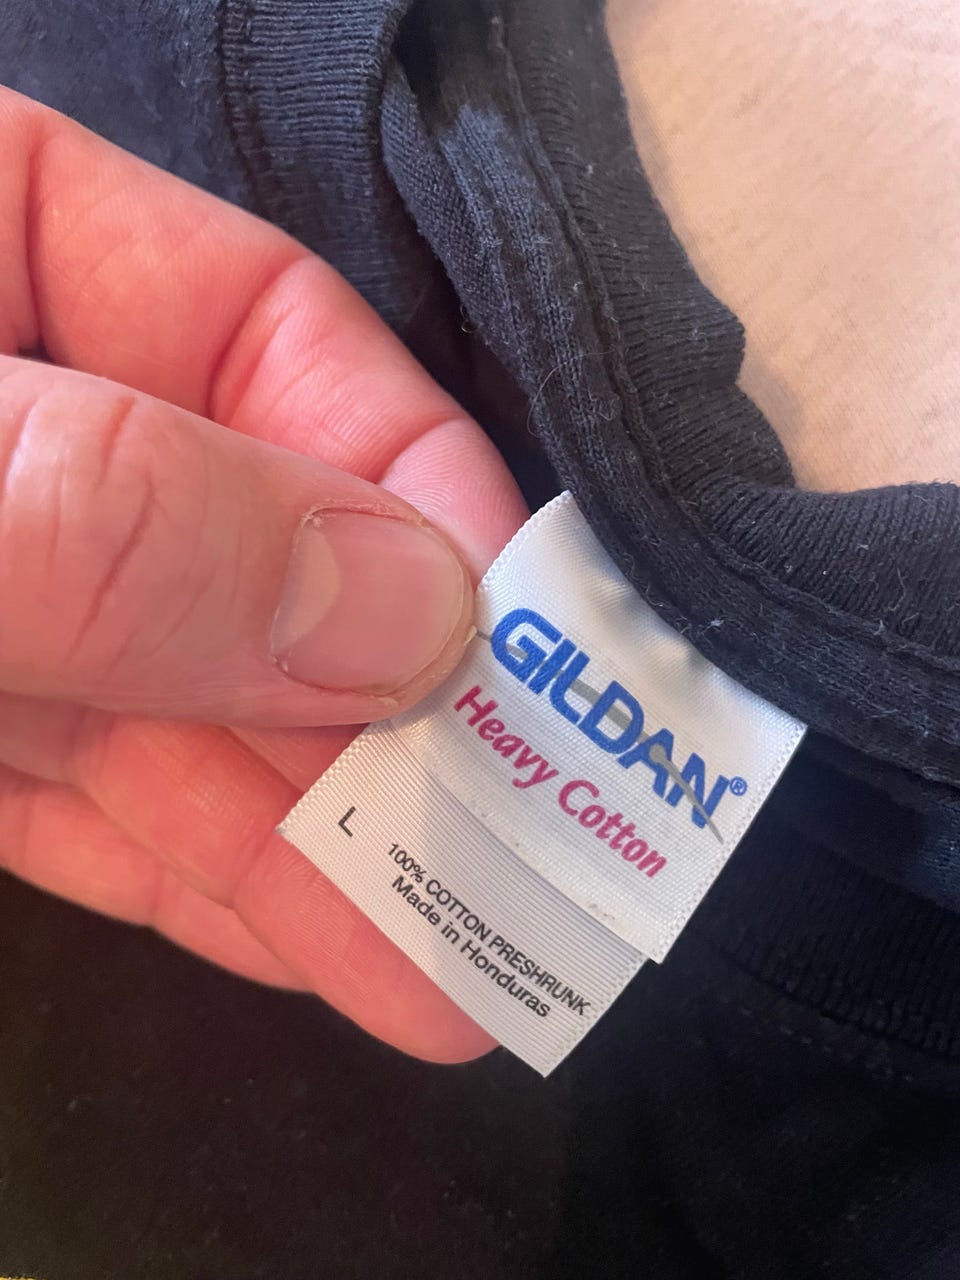 GILDAN®
Heavy Cotton
L
100% COTTON PRESHRUNK
Made in Honduras